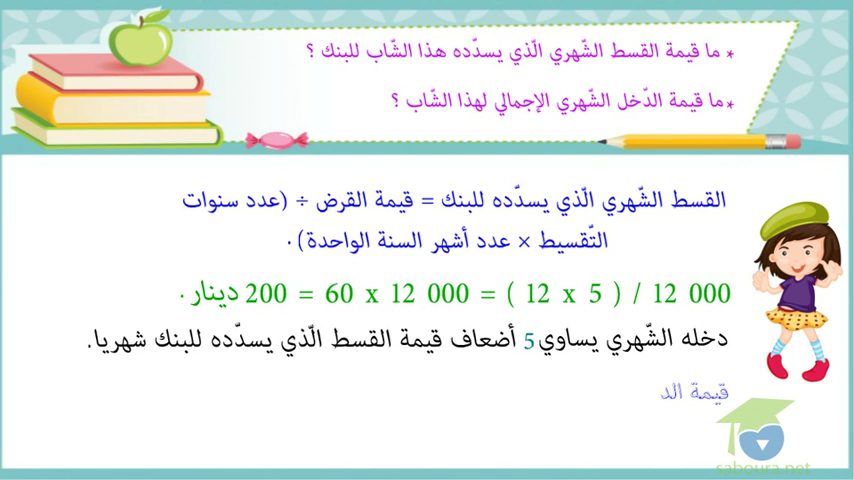 * ما قيمة القسط الشّهري الّذي يسدّده هذا الشّاب للبنك ؟
* ما قيمة الدّخل الشّهري الإجمالي لهذا الشّاب ؟
القسط الشّهري الّذي يسدّده للبنك = قيمة القرض ÷ (عدد سنوات
التّقسيط × عدد أشهر السنة الواحدة).
12 000 / ( 5 x 12 ) = 12 000 x 60 = 200 دينار.
دخله الشّهري يساوي 5 أضعاف قيمة القسط الّذي يسدّده للبنك شهريا.
قيمة الد
saboura.net